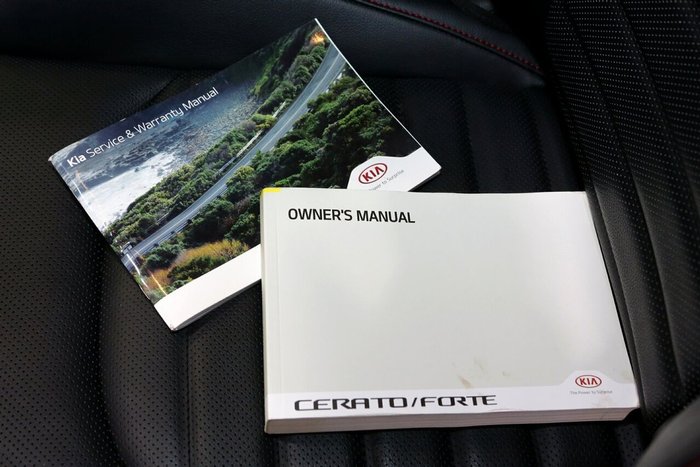 Kia Service & Warranty Manual
KIA
The Power to Surprise
OWNER'S MANUAL
KIA
The Power to Surprise
CERATO/FORTE